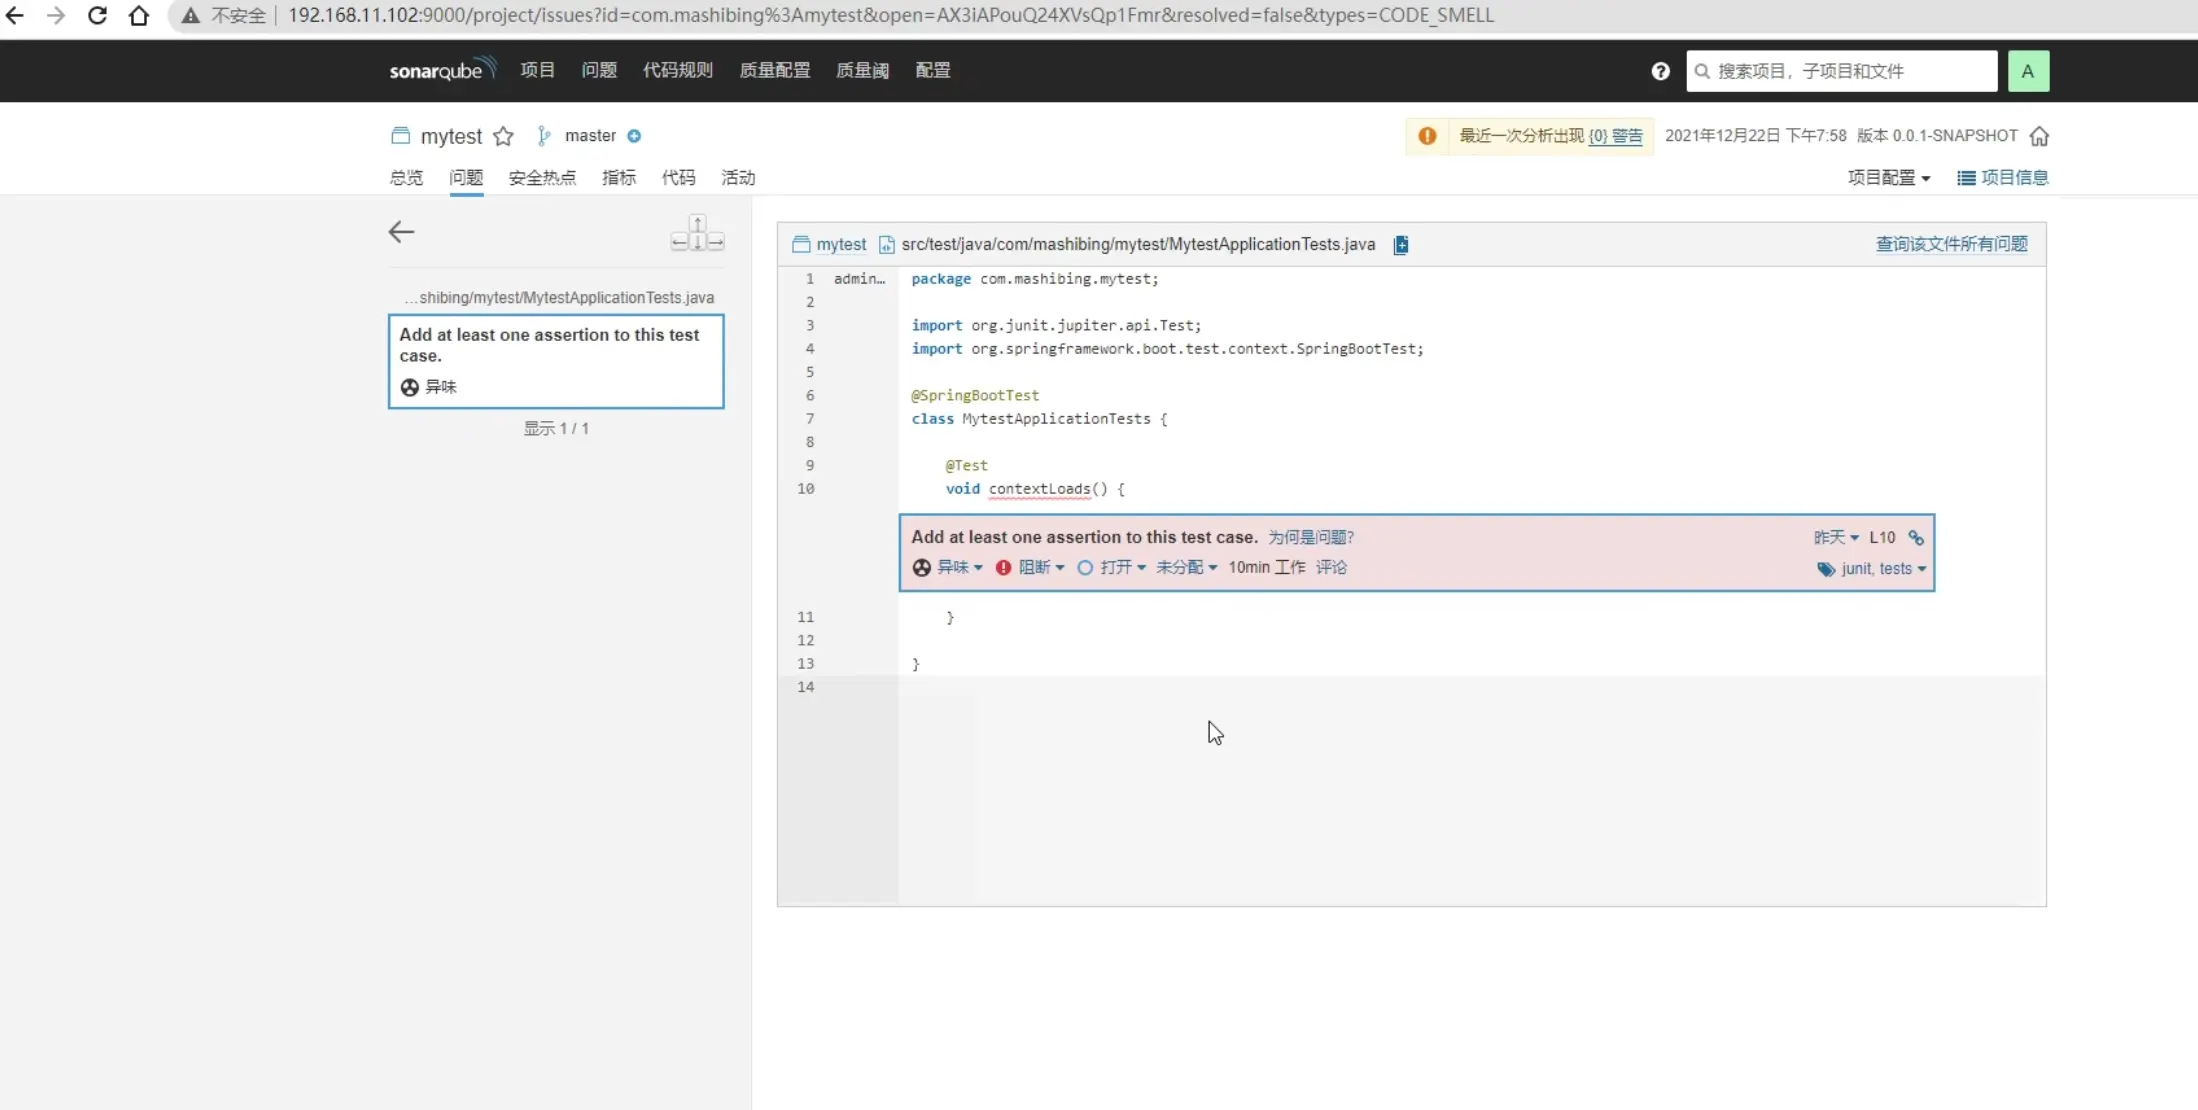 不安全 192.168.11.102:9000/project/issues?id=com.mashibing%3Amytest&open=AX3iAPouQ24XVsQp1Fmr&resolved=false&types=CODE_SMELL
sonarqube 项目 问题 代码规则 质量配置 质量阈 配置 搜索项目，子项目和文件 A
mytest master 最近一次分析出现 {0} 警告 2021年12月22日 下午7:58 版本 0.0.1-SNAPSHOT
总览 问题 安全热点 指标 代码 活动 项目配置 项目信息
…shibing/mytest/MytestApplicationTests.java
Add at least one assertion to this test
case.
异味
显示 1 / 1
mytest src/test/java/com/mashibing/mytest/MytestApplicationTests.java 查询该文件所有问题
1 admin… package com.mashibing.mytest;
2
3 import org.junit.jupiter.api.Test;
4 import org.springframework.boot.test.context.SpringBootTest;
5
6 @SpringBootTest
7 class MytestApplicationTests {
8
9 @Test
10 void contextLoads() {
Add at least one assertion to this test case. 为何是问题? 昨天 L10
异味 阻断 打开 未分配 10min 工作 评论 junit, tests
11 }
12
13 }
14